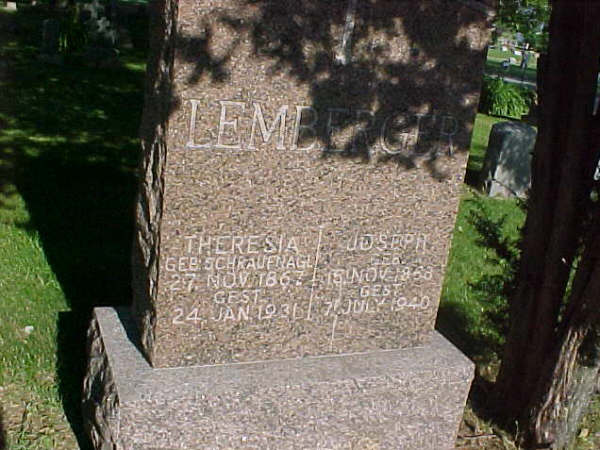 LEMBERGER
THERESIA
GEB. SCHRAUFNAGL
27. NOV. 1867
GEST.
24. JAN. 1931
JOSEPH
GEB.
15. NOV. 1868
GEST.
7. JULY 1940